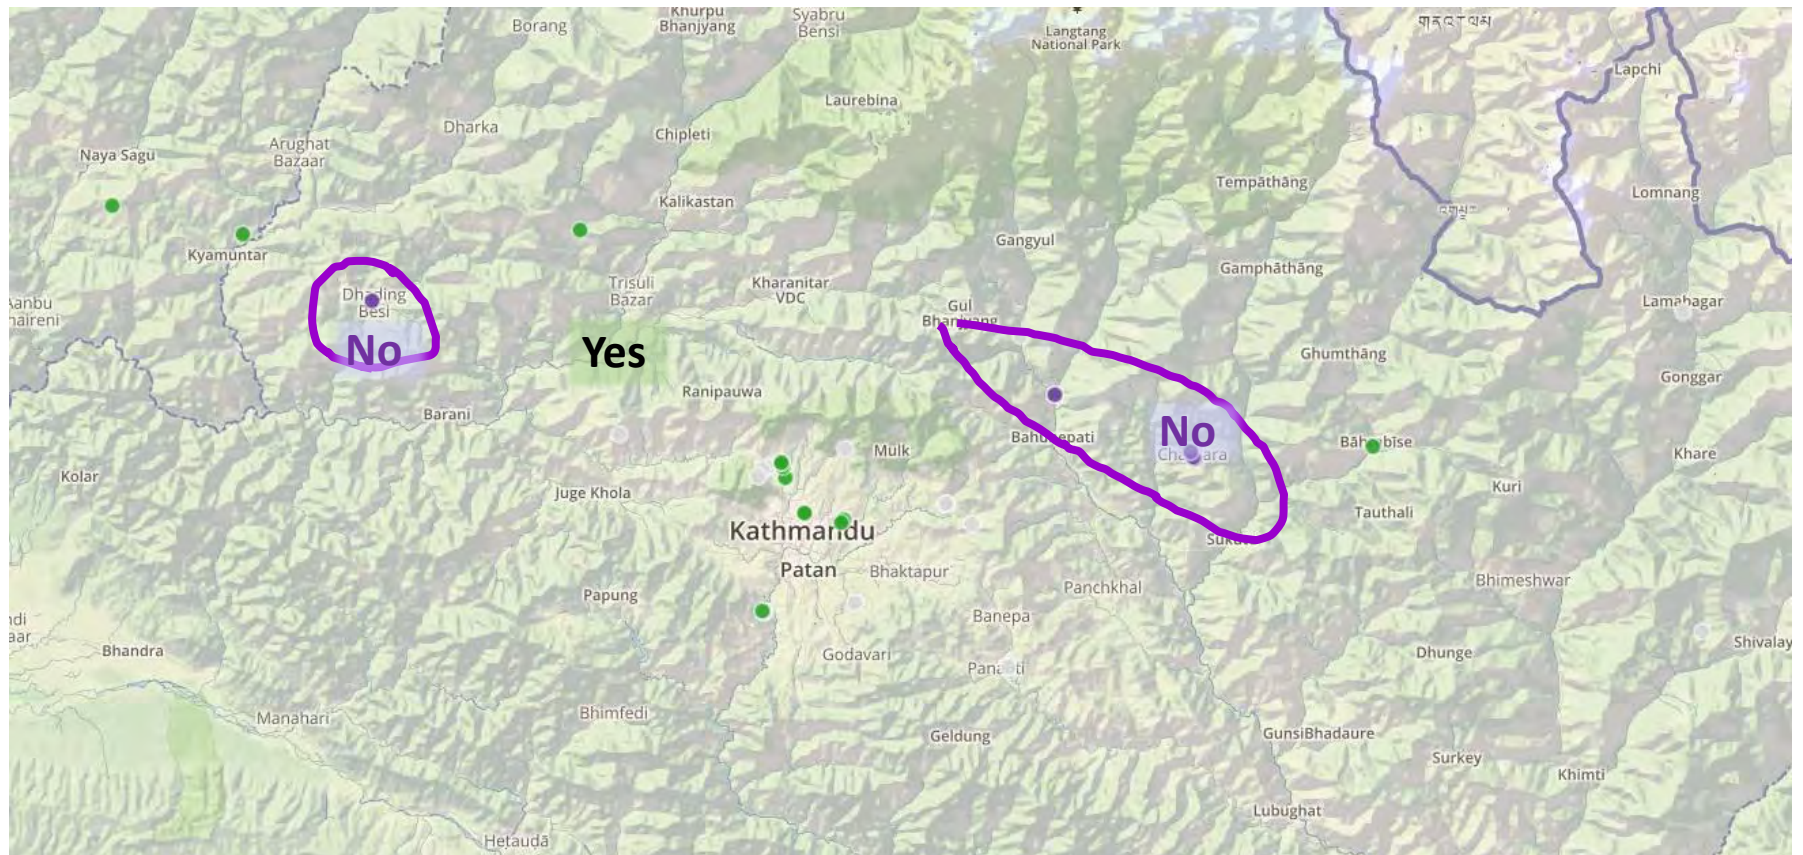 Borang
Khurpu
Bhanjyang
Syabru
Bensi
Langtang
National Park
Lapchi
Laurebina
Dharka
Chipleti
Naya Sagu
Arughat
Bazaar
Tempāthāng
Lomnang
Kalikastan
Kyamuntar
Gangyul
Gamphāthāng
Trisuli
Bazar
Kharanitar
VDC
Dhading
Besi
Gul
Bhanjyang
Lamabagar
No
Yes
Ghumthāng
Ranipauwa
Gonggar
Barani
No
Mulk
Khare
Kolar
Juge Khola
Kuri
Tauthali
Kathmandu
Patan
Bhaktapur
Panchkhal
Bhimeshwar
Papung
Banepa
Bhandra
Godavari
Dhunge
Shivalay
Manahari
Bhimfedi
Geldung
GunsiBhadaure
Surkey
Khimti
Lubughat
Hetauda